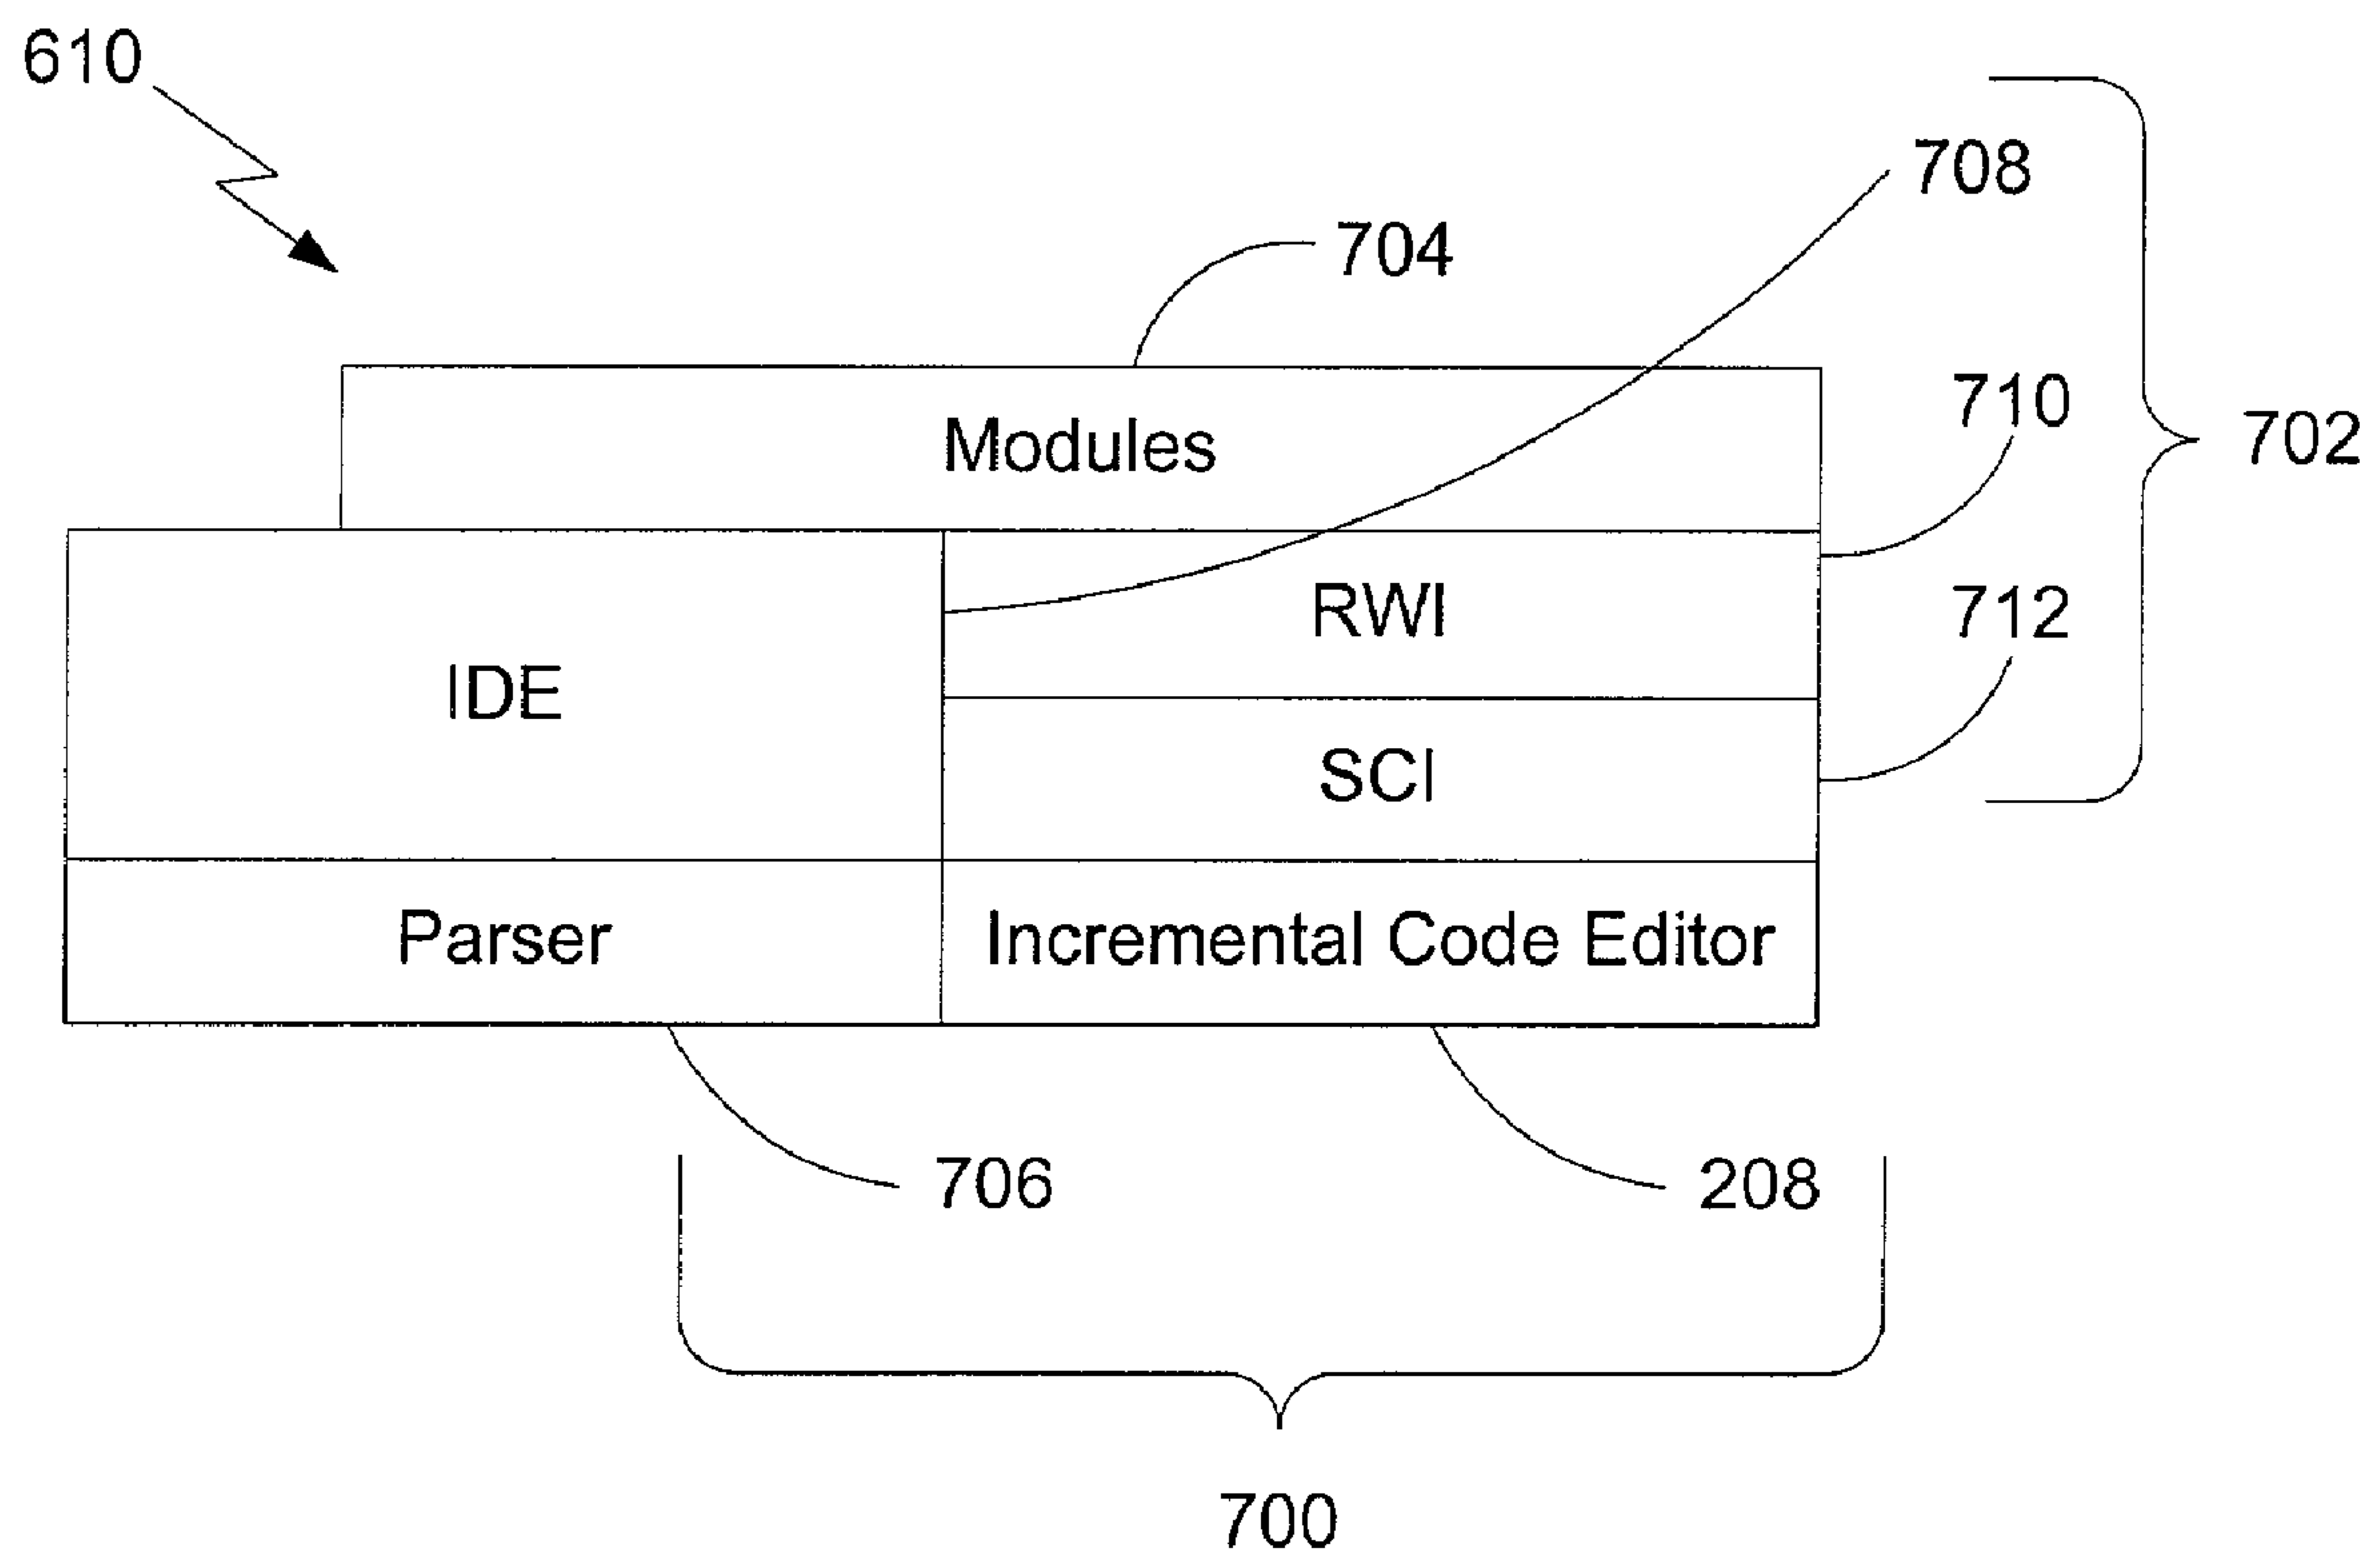 610
708
704
710
702
Modules
RWI
712
IDE
SCI
Parser
Incremental Code Editor
706
208
700